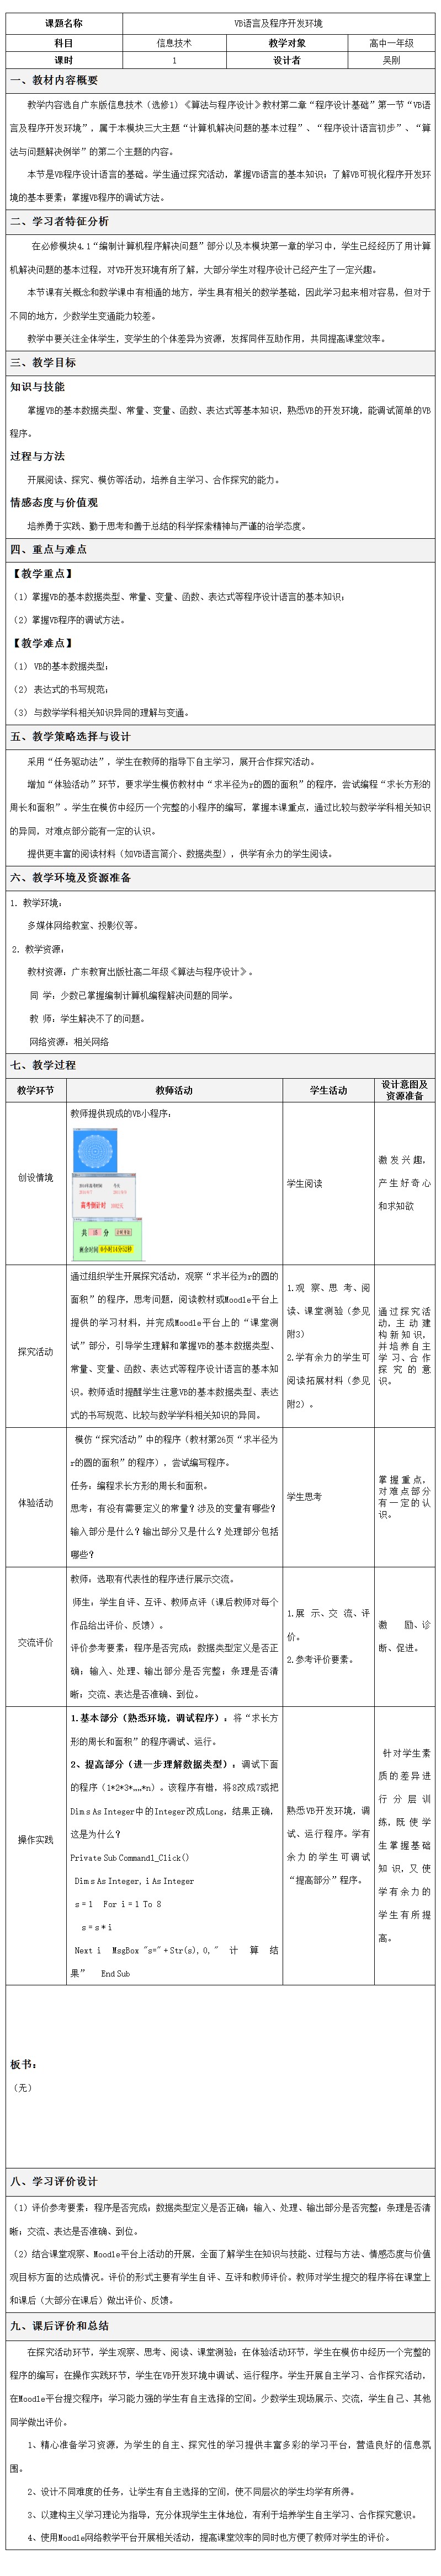 课题名称 VB语言及程序开发环境
科目 信息技术 教学对象 高中一年级
课时 1 设计者 吴刚
一、教材内容概要
教学内容选自广东版信息技术（选修1）《算法与程序设计》教材第二章“程序设计基础”第一节“VB语
言及程序开发环境”，属于本模块三大主题“计算机解决问题的基本过程”、“程序设计语言初步”、“算
法与问题解决例举”的第二个主题的内容。
本节是VB程序设计语言的基础。学生通过探究活动，掌握VB语言的基本知识；了解VB可视化程序开发环
境的基本要素；掌握VB程序的调试方法。
二、学习者特征分析
在必修模块4.1“编制计算机程序解决问题”部分以及本模块第一章的学习中，学生已经经历了用计算
机解决问题的基本过程，对VB开发环境有所了解，大部分学生对程序设计已经产生了一定兴趣。
本节课有关概念和数学课中有相通的地方，学生具有相关的数学基础，因此学习起来相对容易，但对于
不同的地方，少数学生变通能力较差。
教学中要关注全体学生，变学生的个体差异为资源，发挥同伴互助作用，共同提高课堂效率。
三、教学目标
知识与技能
掌握VB的基本数据类型、常量、变量、函数、表达式等基本知识，熟悉VB的开发环境，能调试简单的VB
程序。
过程与方法
开展阅读、探究、模仿等活动，培养自主学习、合作探究的能力。
情感态度与价值观
培养勇于实践、勤于思考和善于总结的科学探索精神与严谨的治学态度。
四、重点与难点
【教学重点】
（1）掌握VB的基本数据类型、常量、变量、函数、表达式等程序设计语言的基本知识；
（2）掌握VB程序的调试方法。
【教学难点】
（1） VB的基本数据类型；
（2） 表达式的书写规范；
（3） 与数学学科相关知识异同的理解与变通。
五、教学策略选择与设计
采用“任务驱动法”，学生在教师的指导下自主学习，展开合作探究活动。
增加“体验活动”环节，要求学生模仿教材中“求半径为r的圆的面积”的程序，尝试编程“求长方形的
周长和面积”。学生在模仿中经历一个完整的小程序的编写，掌握本课重点，通过比较与数学学科相关知识
的异同，对难点部分能有一定的认识。
提供更丰富的阅读材料（如VB语言简介、数据类型），供学有余力的学生阅读。
六、教学环境及资源准备
1．教学环境：
多媒体网络教室、投影仪等。
2．教学资源：
教材资源：广东教育出版社高二年级《算法与程序设计》。
同 学：少数已掌握编制计算机编程解决问题的同学。
教 师：学生解决不了的问题。
网络资源：相关网络
七、教学过程
教学环节 教师活动 学生活动 设计意图及
资源准备
创设情境
教师提供现成的VB小程序：
高考倒计时
共 分
剩余时间
学生阅读
激发兴趣，
产生好奇心
和求知欲
探究活动
通过组织学生开展探究活动，观察“求半径为r的圆的
面积”的程序，思考问题，阅读教材或Moodle平台上
提供的学习材料，并完成Moodle平台上的“课堂测
试”部分，引导学生理解和掌握VB的基本数据类型、
常量、变量、函数、表达式等程序设计语言的基本知
识。教师适时提醒学生注意VB的基本数据类型、表达
式的书写规范、比较与数学学科相关知识的异同。
1.观 察、思 考、阅
读、课堂测验（参见
附3）
2.学有余力的学生可
阅读拓展材料（参见
附2）。
通过探究活
动，主动建
构新知识，
并培养自主
学习、合作
探究的意
识。
体验活动
模仿“探究活动”中的程序（教材第26页“求半径为
r的圆的面积”的程序），尝试编写程序。
任务：编程求长方形的周长和面积。
思考：有没有需要定义的常量？涉及的变量有哪些？
输入部分是什么？输出部分又是什么？处理部分包括
哪些？
学生思考
掌握重点，
对难点部分
有一定的认
识。
交流评价
教师：选取有代表性的程序进行展示交流。
师生：学生自评、互评、教师点评（课后教师对每个
作品给出评价、反馈）。
评价参考要素：程序是否完成；数据类型定义是否正
确；输入、处理、输出部分是否完整；条理是否清
晰；交流、表达是否准确、到位。
1.展 示、交 流、评
价。
2.参考评价要素。
激 励、诊
断、促进。
操作实践
1.基本部分（熟悉环境，调试程序）：将“求长方
形的周长和面积”的程序调试、运行。
2、提高部分（进一步理解数据类型）：调试下面
的程序（1*2*3*……*n）。该程序有错，将8改成7或把
Dim s As Integer中的Integer改成Long，结果正确，
这是为什么？
Private Sub Command1_Click()
Dim s As Integer, i As Integer
s = 1 For i = 1 To 8
s = s * i
Next i MsgBox "s=" + Str(s), 0, " 计 算 结
果” End Sub
熟悉VB开发环境，调
试、运行程序。学有
余力的学生可调试
“提高部分”程序。
针对学生素
质的差异进
行分层训
练，既使学
生掌握基础
知识，又使
学有余力的
学生有所提
高。
板书：
（无）
八、学习评价设计
（1）评价参考要素：程序是否完成；数据类型定义是否正确；输入、处理、输出部分是否完整；条理是否清
晰；交流、表达是否准确、到位。
（2）结合课堂观察、Moodle平台上活动的开展，全面了解学生在知识与技能、过程与方法、情感态度与价值
观目标方面的达成情况。评价的形式主要有学生自评、互评和教师评价。教师对学生提交的程序将在课堂上
和课后（大部分在课后）做出评价、反馈。
九、课后评价和总结
在探究活动环节，学生观察、思考、阅读、课堂测验；在体验活动环节，学生在模仿中经历一个完整的
程序的编写；在操作实践环节，学生在VB开发环境中调试、运行程序。学生开展自主学习、合作探究活动，
在Moodle平台提交程序；学习能力强的学生有自主选择的空间。少数学生现场展示、交流，学生自己、其他
同学做出评价。
1、精心准备学习资源，为学生的自主、探究性的学习提供丰富多彩的学习平台，营造良好的信息氛
围。
2、设计不同难度的任务，让学生有自主选择的空间，使不同层次的学生均学有所得。
3、以建构主义学习理论为指导，充分体现学生主体地位，有利于培养学生自主学习、合作探究意识。
4、使用Moodle网络教学平台开展相关活动，提高课堂效率的同时也方便了教师对学生的评价。